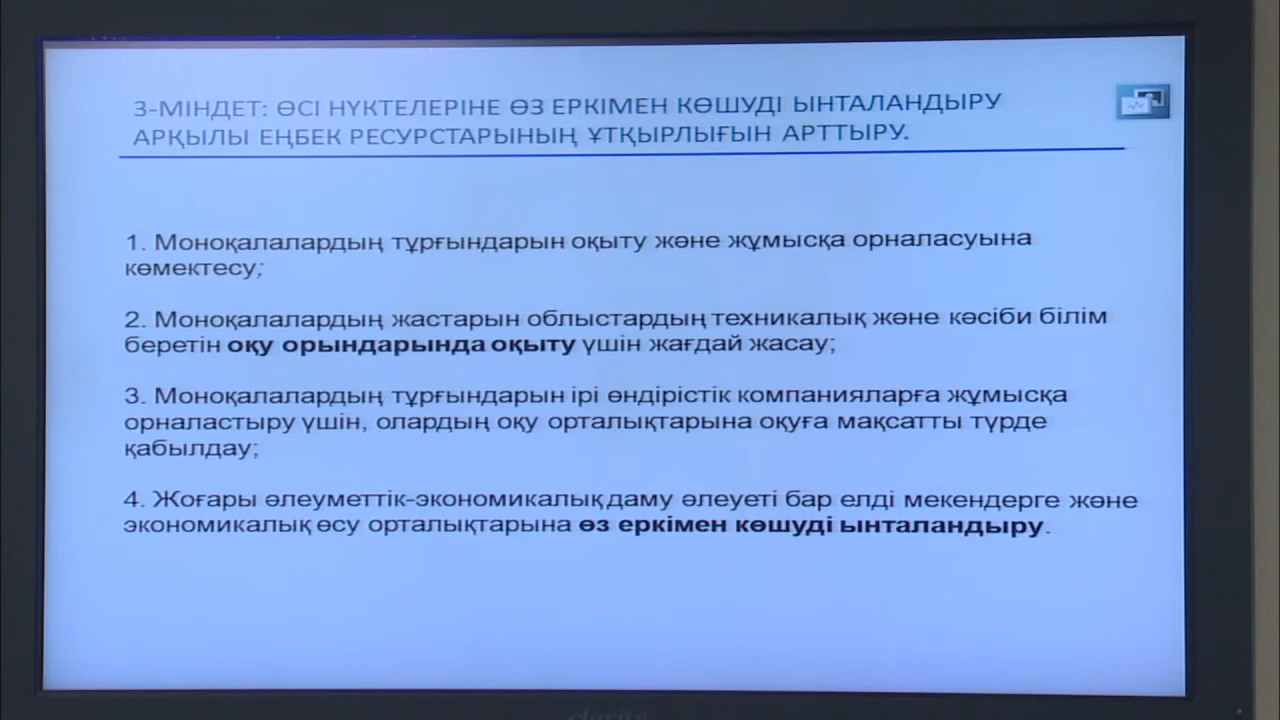 3-МІНДЕТ: ӨСІ НҮКТЕЛЕРІНЕ ӨЗ ЕРКІМЕН КӨШУДІ ЫНТАЛАНДЫРУ
АРҚЫЛЫ ЕҢБЕК РЕСУРСТАРЫНЫҢ ҰТҚЫРЛЫҒЫН АРТТЫРУ.
1. Моноқалалардың тұрғындарын оқыту және жұмысқа орналасуына
көмектесу;
2. Моноқалалардың жастарын облыстардың техникалық және кәсіби білім
беретін оқу орындарында оқыту үшін жағдай жасау;
3. Моноқалалардың тұрғындарын ірі өндірістік компанияларға жұмысқа
орналастыру үшін, олардың оқу орталықтарына оқуға мақсатты түрде
қабылдау;
4. Жоғары әлеуметтік-экономикалық даму әлеуеті бар елді мекендерге және
экономикалық өсу орталықтарына өз еркімен көшуді ынталандыру.